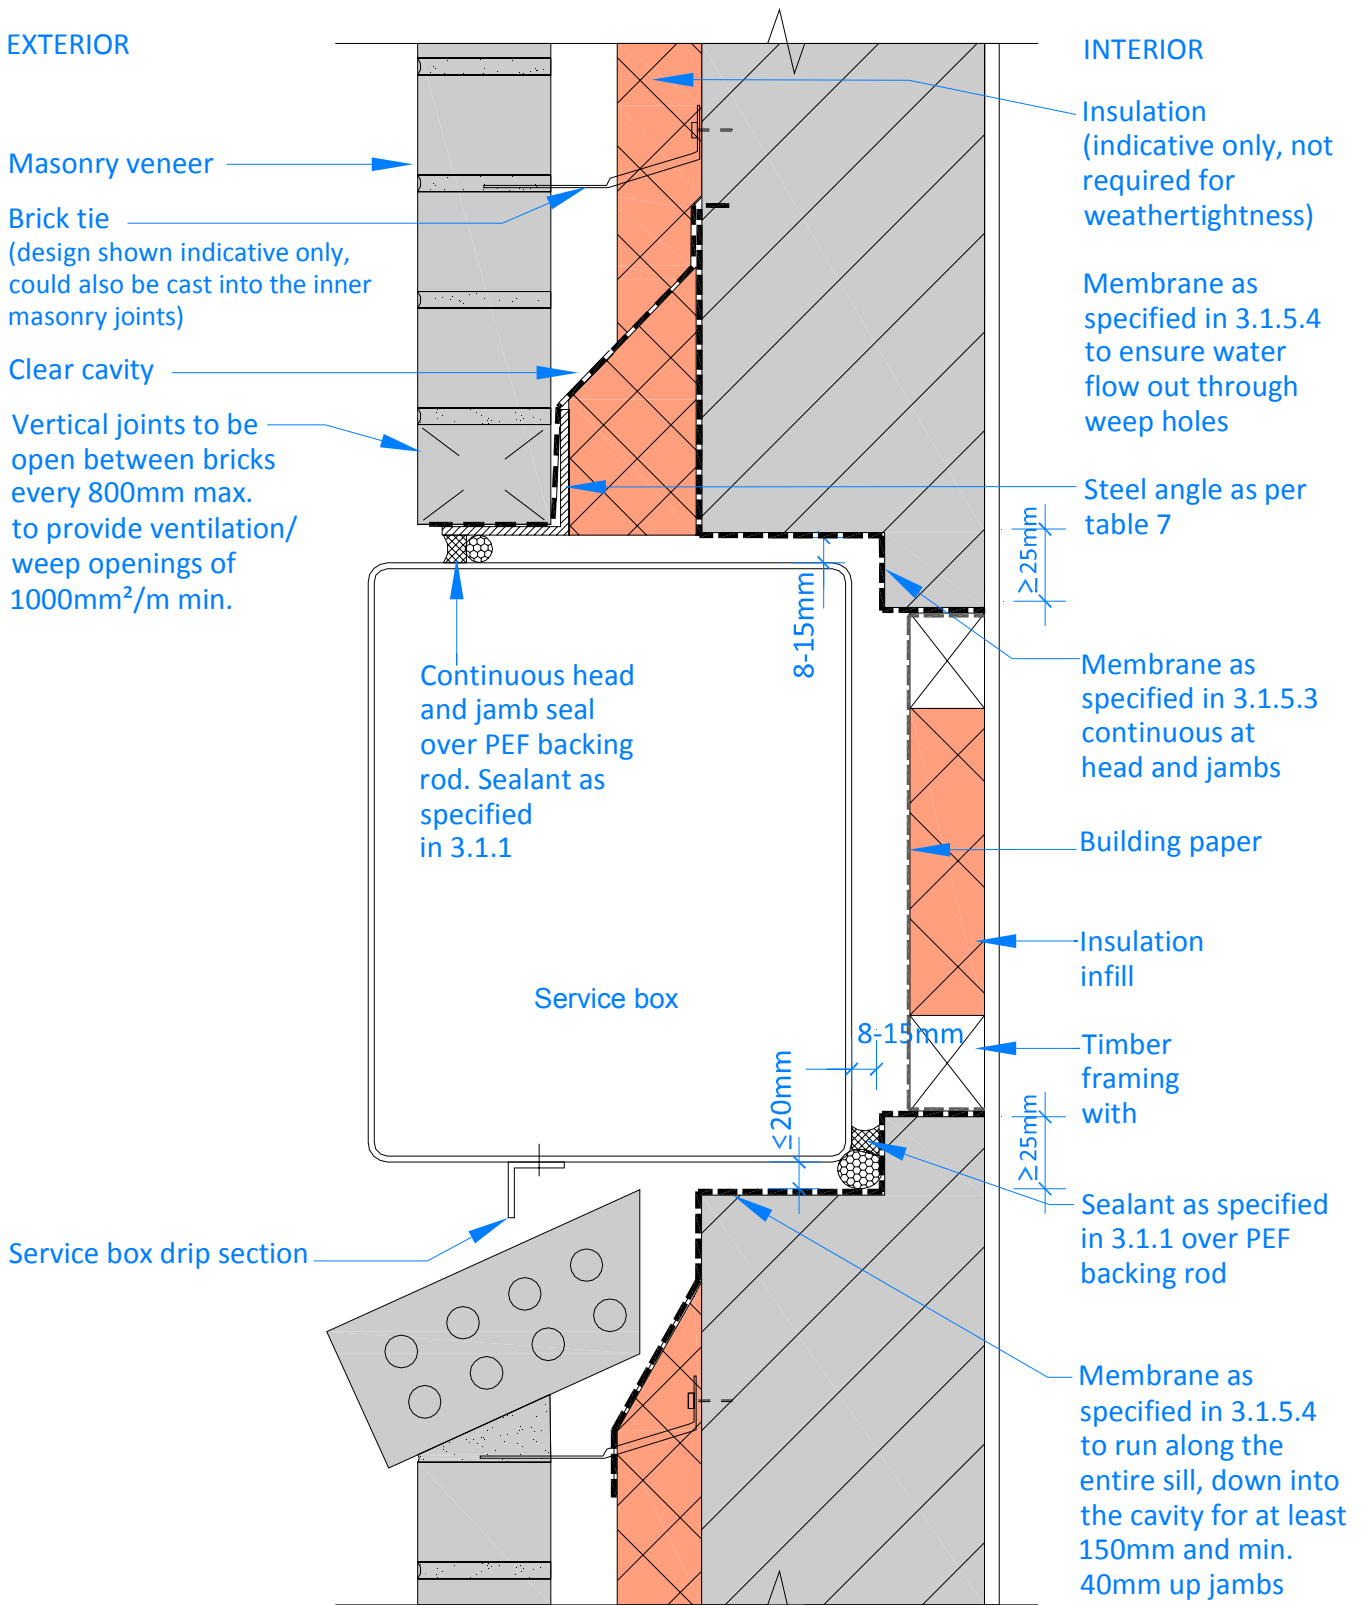 EXTERIOR
Masonry veneer
Brick tie
(design shown indicative only,
could also be cast into the inner
masonry joints)
Clear cavity
Vertical joints to be
open between bricks
every 800mm max.
to provide ventilation/
weep openings of
1000mm²/m min.
Continuous head
and jamb seal
over PEF backing
rod. Sealant as
specified
in 3.1.1
Service box
Service box drip section
8-15mm
8-15mm
≤20mm
≥25mm
≥25mm
INTERIOR
Insulation
(indicative only, not
required for
weathertightness)
Membrane as
specified in 3.1.5.4
to ensure water
flow out through
weep holes
Steel angle as per
table 7
Membrane as
specified in 3.1.5.3
continuous at
head and jambs
Building paper
Insulation
infill
Timber
framing
with
Sealant as specified
in 3.1.1 over PEF
backing rod
Membrane as
specified in 3.1.5.4
to run along the
entire sill, down into
the cavity for at least
150mm and min.
40mm up jambs